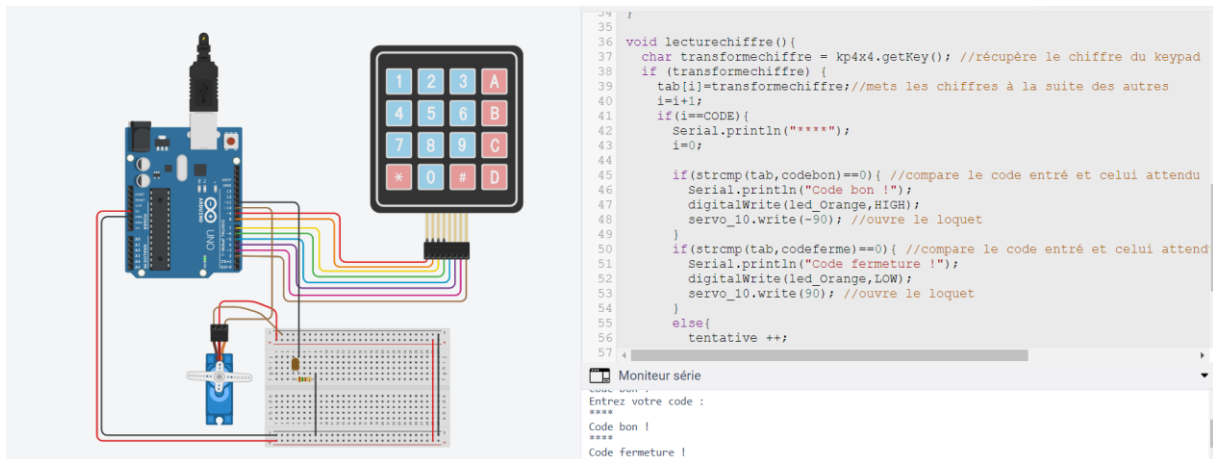 1 2 3 A
4 5 6 B
7 8 9 C
* 0 # D
UNO
ARDUINO
35
36 void lecturechiffre(){
37 char transformechiffre = kp4x4.getKey(); //récupère le chiffre du keypad
38 if (transformechiffre) {
39 tab[i]=transformechiffre;//mets les chiffres à la suite des autres
40 i=i+1;
41 if(i==CODE){
42 Serial.println("****");
43 i=0;
44
45 if(strcmp(tab,codebon)==0){ //compare le code entré et celui attendu
46 Serial.println("Code bon !");
47 digitalWrite(led_Orange,HIGH);
48 servo_10.write(-90); //ouvre le loquet
49 }
50 if(strcmp(tab,codeferme)==0){ //compare le code entré et celui attend
51 Serial.println("Code fermeture !");
52 digitalWrite(led_Orange,LOW);
53 servo_10.write(90); //ouvre le loquet
54 }
55 else{
56 tentative ++;
57
Moniteur série
Entrez votre code :
****
Code bon !
****
Code fermeture !